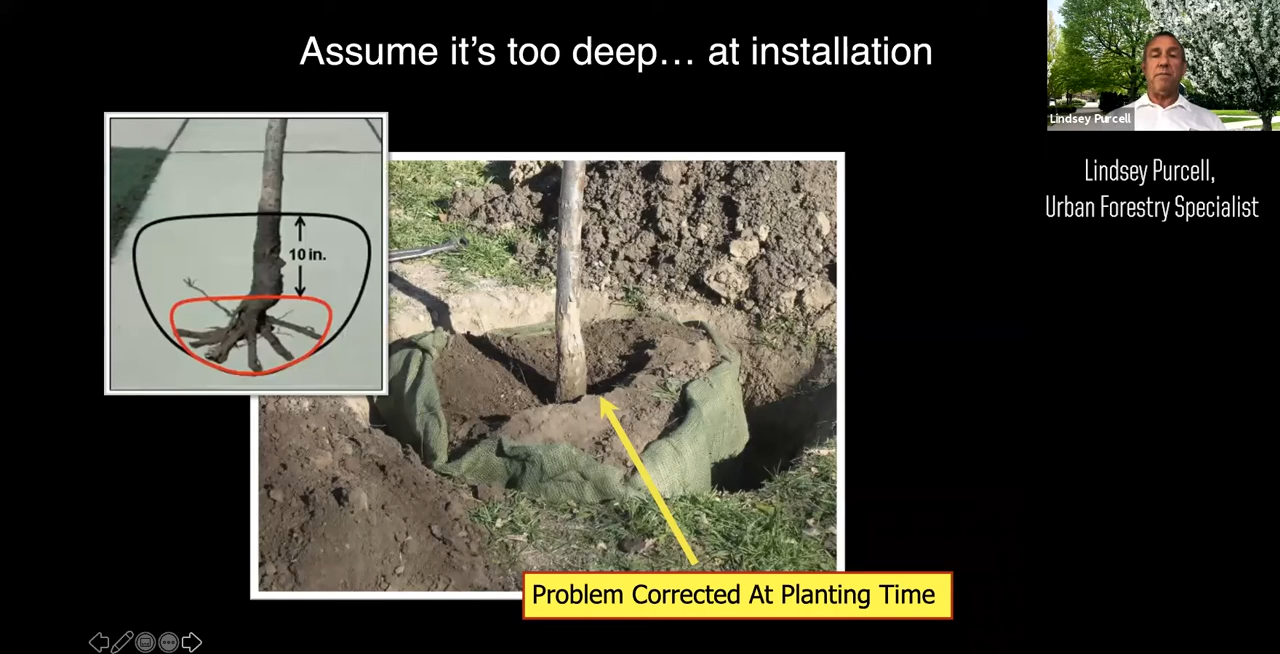 Assume it's too deep... at installation
Lindsey Purcell
Lindsey Purcell,
Urban Forestry Specialist
10 in.
Problem Corrected At Planting Time